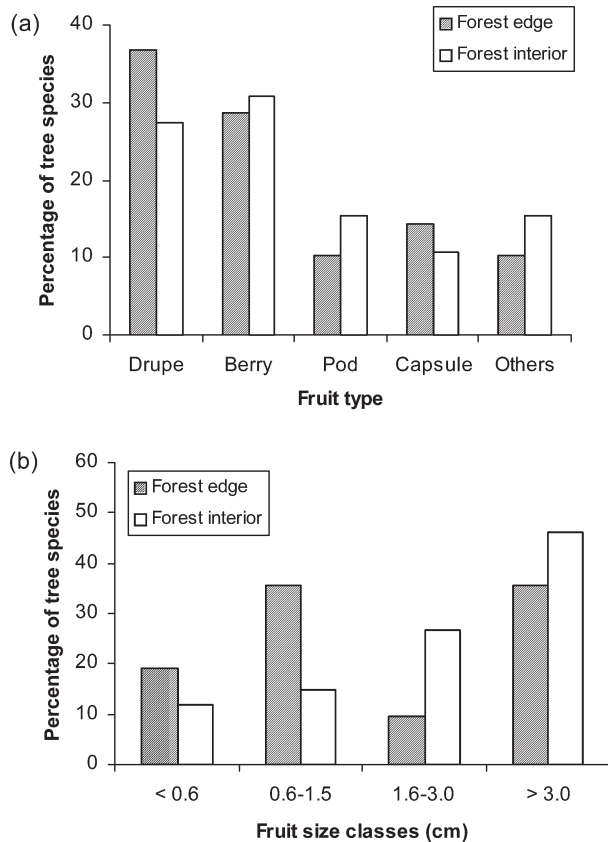 (a)
40
30
20
10
0
Percentage of tree species
Forest edge
Forest interior
Drupe Berry Pod Capsule Others
Fruit type
(b)
60
50
40
30
20
10
0
Percentage of tree species
Forest edge
Forest interior
< 0.6 0.6-1.5 1.6-3.0 > 3.0
Fruit size classes (cm)